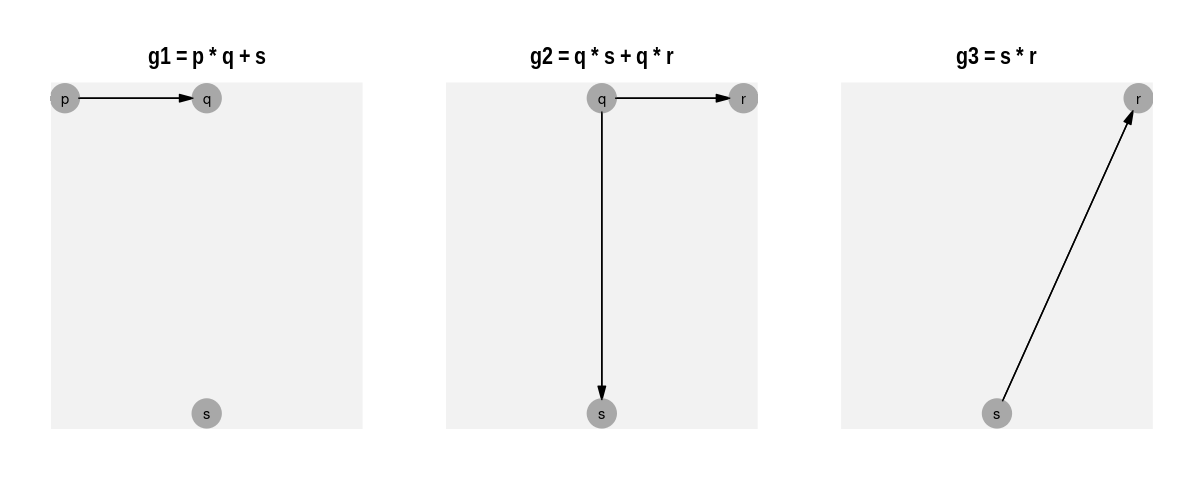 g1 = p * q + s
p
q
s
g2 = q * s + q * r
q
r
s
g3 = s * r
r
s